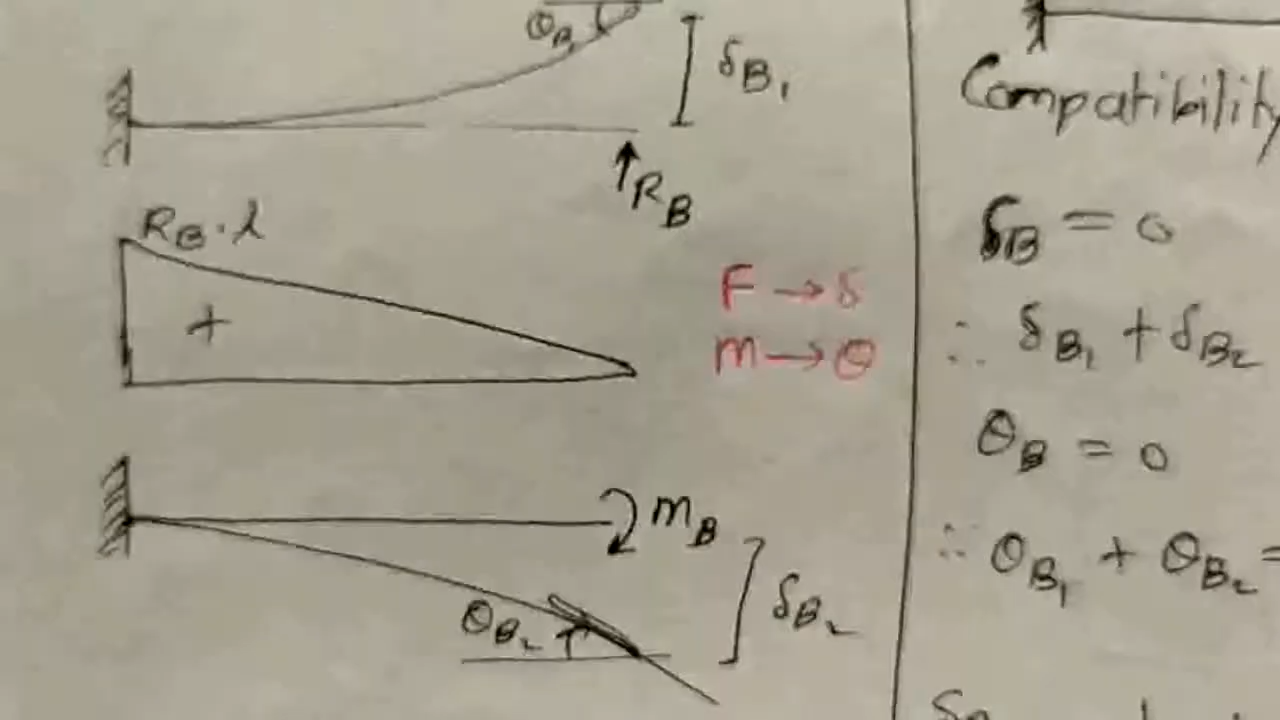 θB₁
δB₁
RB
RB.l
+
F → δ
m → θ
mB
δB₂
θB₂
Compatibility
δB = 0
∴ δB₁ + δB₂
θB = 0
∴ θB₁ + θB₂ =